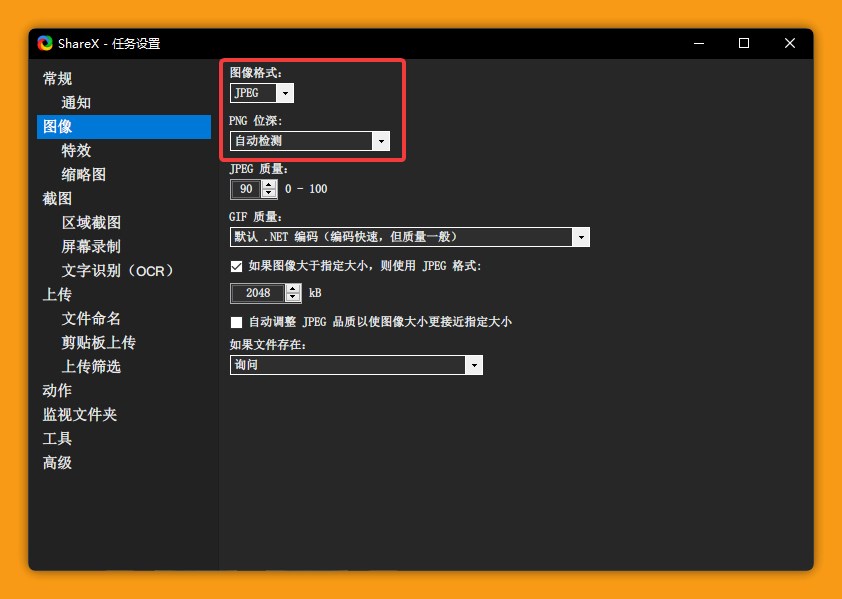 ShareX - 任务设置
常规
通知
图像
特效
缩略图
截图
区域截图
屏幕录制
文字识别（OCR）
上传
文件命名
剪贴板上传
上传筛选
动作
监视文件夹
工具
高级
图像格式:
JPEG
PNG 位深:
自动检测
JPEG 质量:
90 0 - 100
GIF 质量:
默认 .NET 编码（编码快速，但质量一般）
如果图像大于指定大小，则使用 JPEG 格式:
2048 kB
自动调整 JPEG 品质以使图像大小更接近指定大小
如果文件存在:
询问